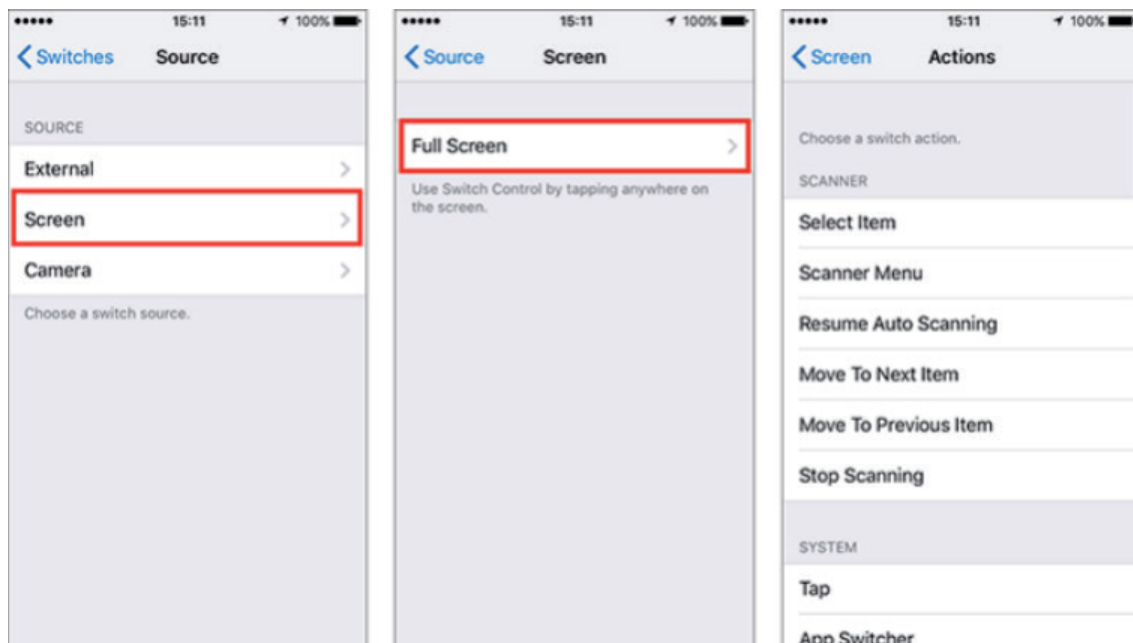 15:11 100%
Switches Source
SOURCE
External
Screen
Camera
Choose a switch source.
15:11 100%
Source Screen
Full Screen
Use Switch Control by tapping anywhere on
the screen.
15:11 100%
Screen Actions
Choose a switch action.
SCANNER
Select Item
Scanner Menu
Resume Auto Scanning
Move To Next Item
Move To Previous Item
Stop Scanning
SYSTEM
Tap
App Switcher